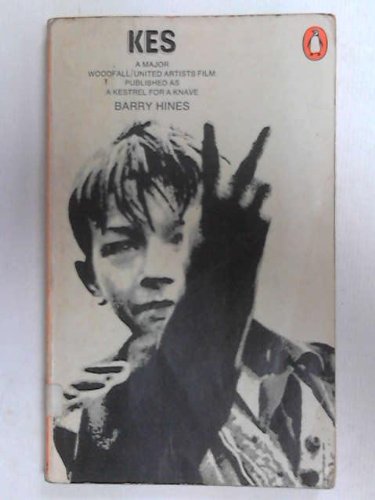 KES
A MAJOR
WOODFALL/UNITED ARTISTS FILM
PUBLISHED AS
A KESTREL FOR A KNAVE
BARRY HINES